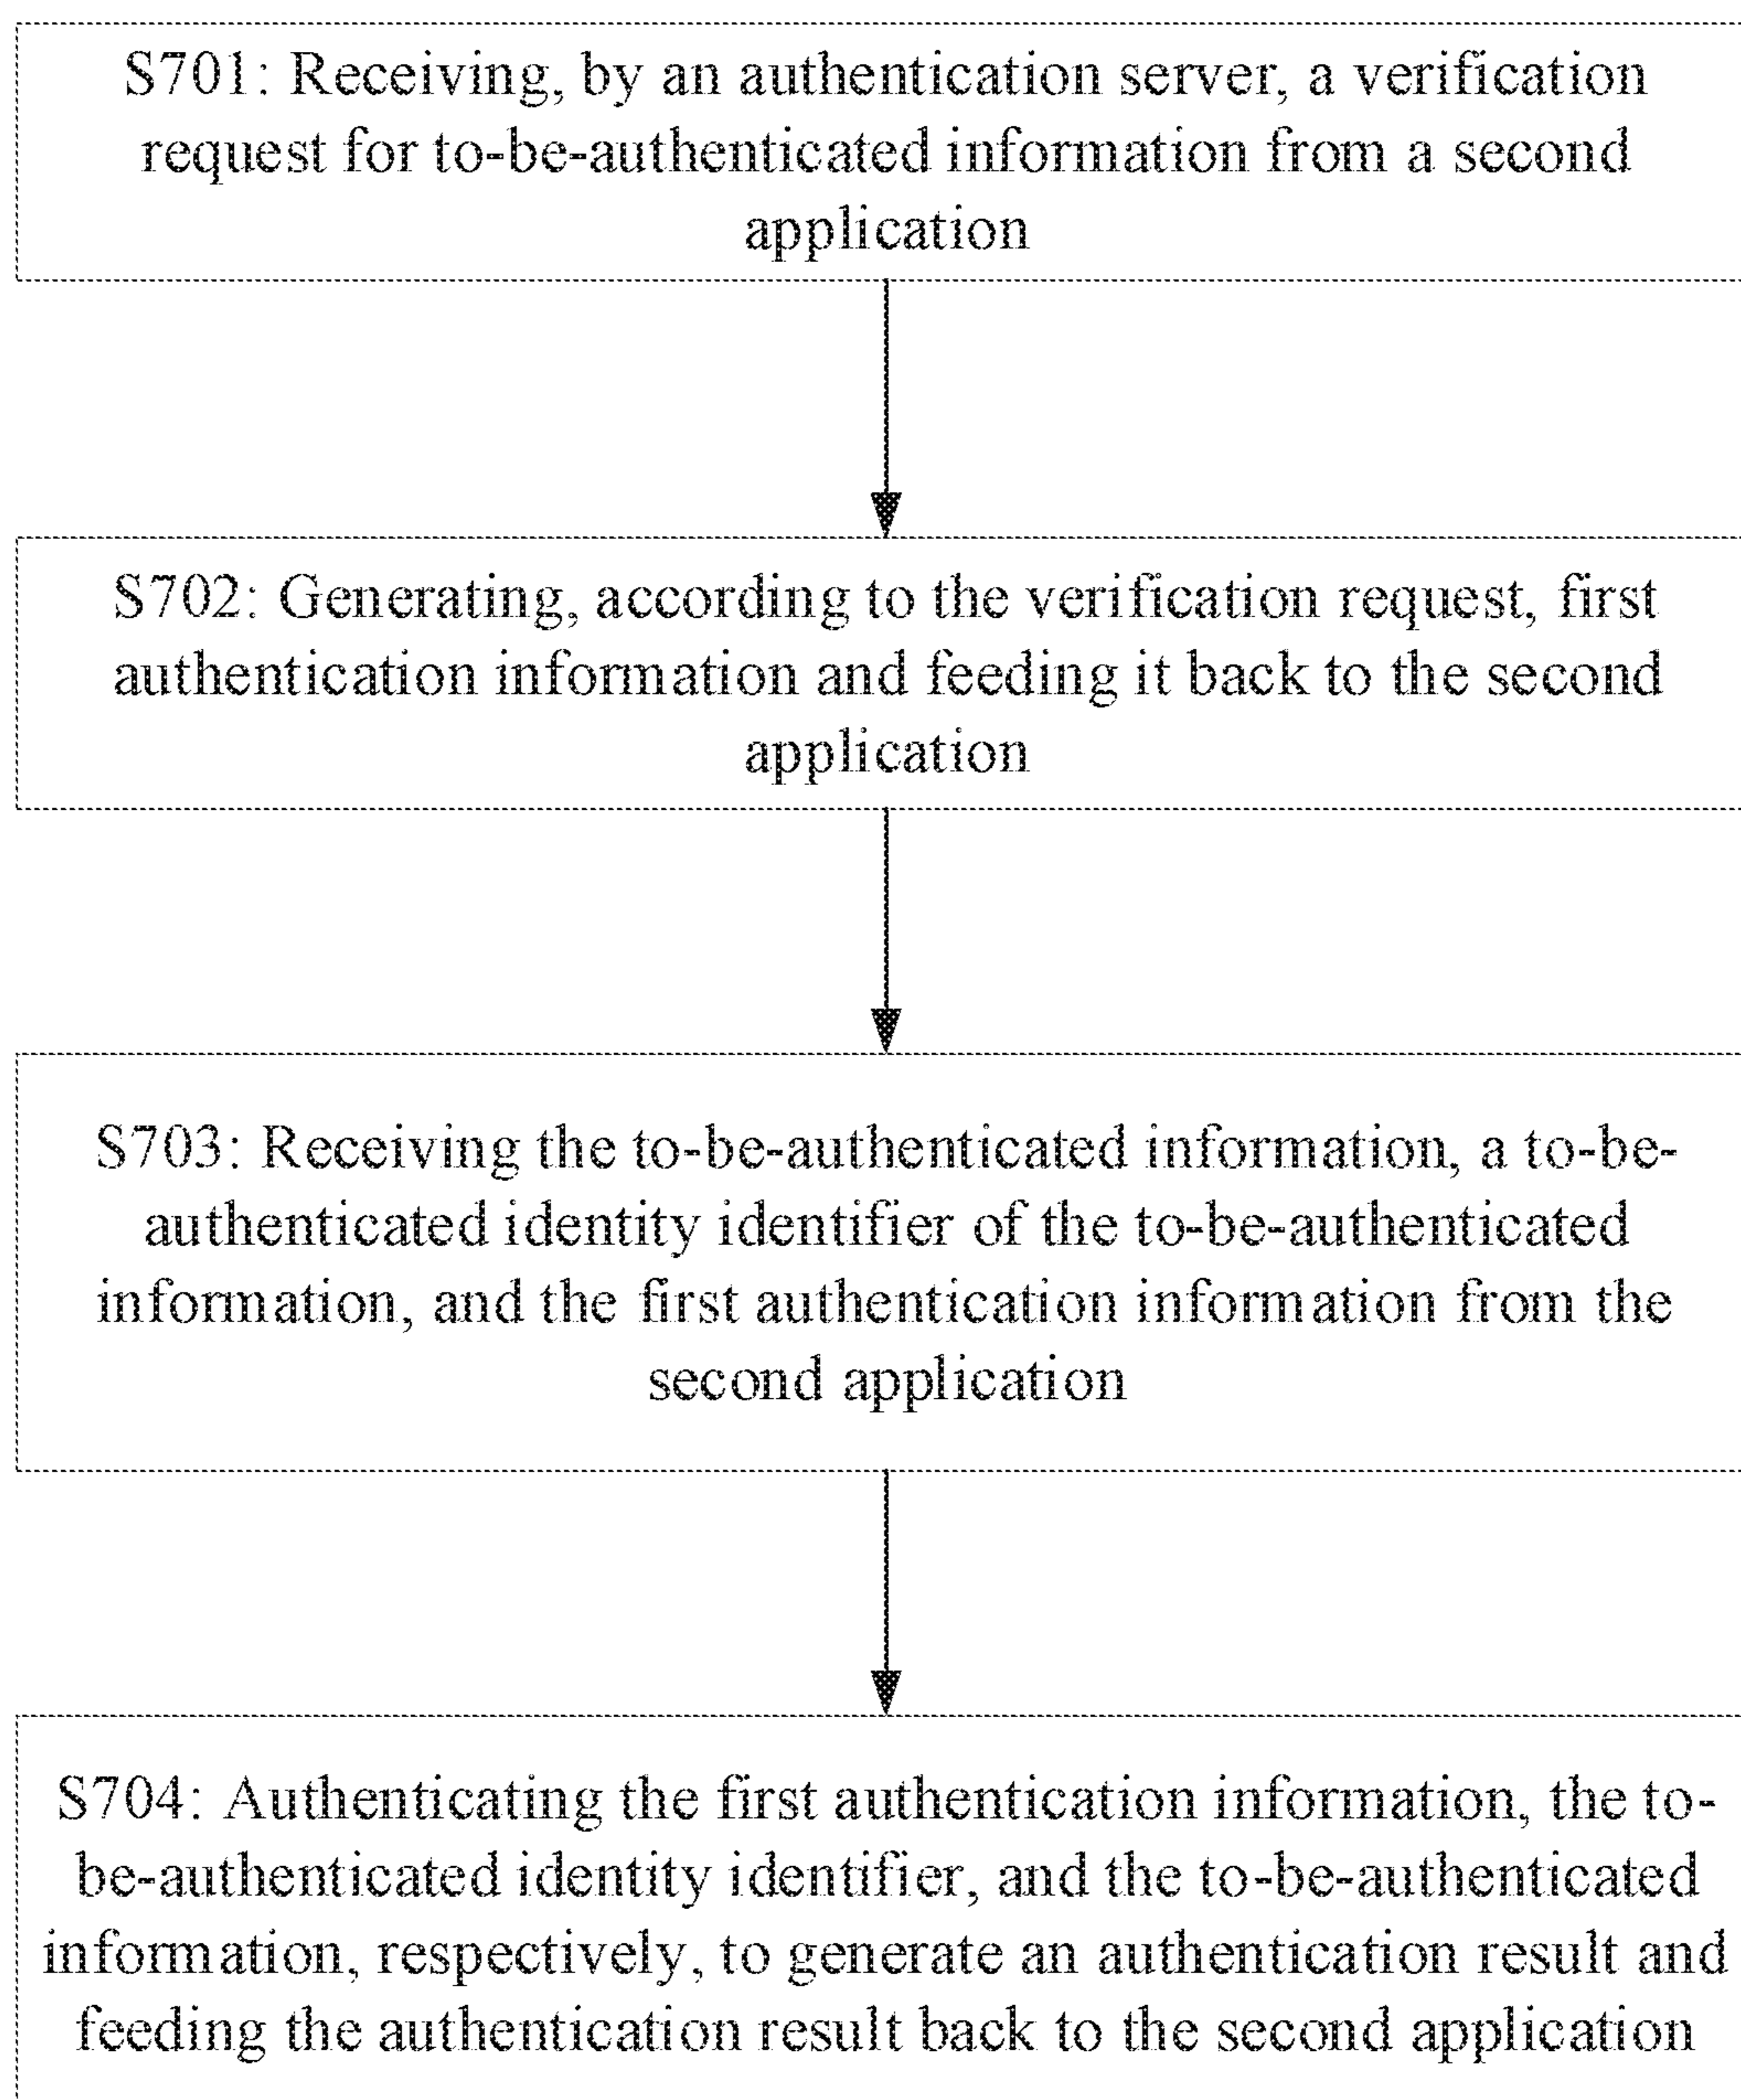 S701: Receiving, by an authentication server, a verification
request for to-be-authenticated information from a second
application
S702: Generating, according to the verification request, first
authentication information and feeding it back to the second
application
S703: Receiving the to-be-authenticated information, a to-be-
authenticated identity identifier of the to-be-authenticated
information, and the first authentication information from the
second application
S704: Authenticating the first authentication information, the to-
be-authenticated identity identifier, and the to-be-authenticated
information, respectively, to generate an authentication result and
feeding the authentication result back to the second application